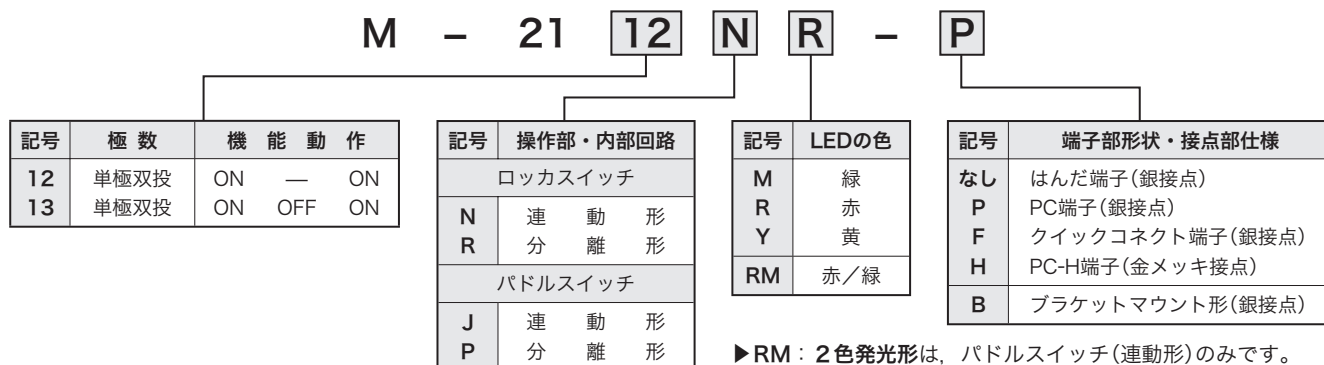 M – 21 12 N R – P
記号 極数 機能動作
12 単極双投 ON — ON
13 単極双投 ON OFF ON
記号 操作部・内部回路
ロッカスイッチ
N 連動形
R 分離形
パドルスイッチ
J 連動形
P 分離形
記号 LEDの色
M 緑
R 赤
Y 黄
RM 赤／緑
記号 端子部形状・接点部仕様
なし はんだ端子(銀接点)
P PC端子(銀接点)
F クイックコネクト端子(銀接点)
H PC-H端子(金メッキ接点)
B ブラケットマウント形(銀接点)
▶RM：2色発光形は，パドルスイッチ(連動形)のみです。